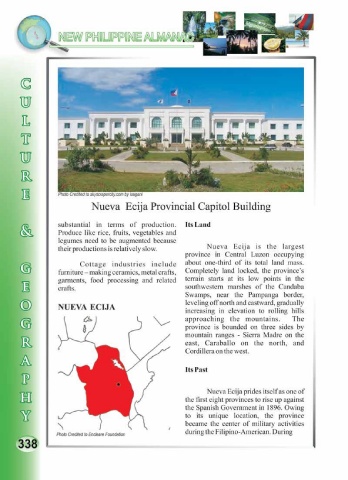 NEW PHILIPPINE ALMANAC
CULTURE
&
GEOGRAPHY
Nueva Ecija Provincial Capitol Building
substantial in terms of production.
Produce like rice, fruits, vegetables and
legumes need to be augmented because
their productions is relatively slow.
Cottage industries include
furniture – making ceramics, metal crafts,
garments, food processing and related
crafts.
NUEVA ECIJA
Photo Credited to Endanre Foundation
Its Land
Nueva Ecija is the largest
province in Central Luzon occupying
about one-third of its total land mass.
Completely land locked, the province's
terrain starts at its low points in the
southwestern marshes of the Candaba
Swamps, near the Pampanga border,
leveling off north and eastward, gradually
increasing in elevation to rolling hills
approaching the mountains. The
province is bounded on three sides by
mountain ranges - Sierra Madre on the
east, Caraballo on the north, and
Cordillera on the west.
Its Past
Nueva Ecija prides itself as one of
the first eight provinces to rise up against
the Spanish Government in 1896. Owing
to its unique location, the province
became the center of military activities
during the Filipino-American. During
338